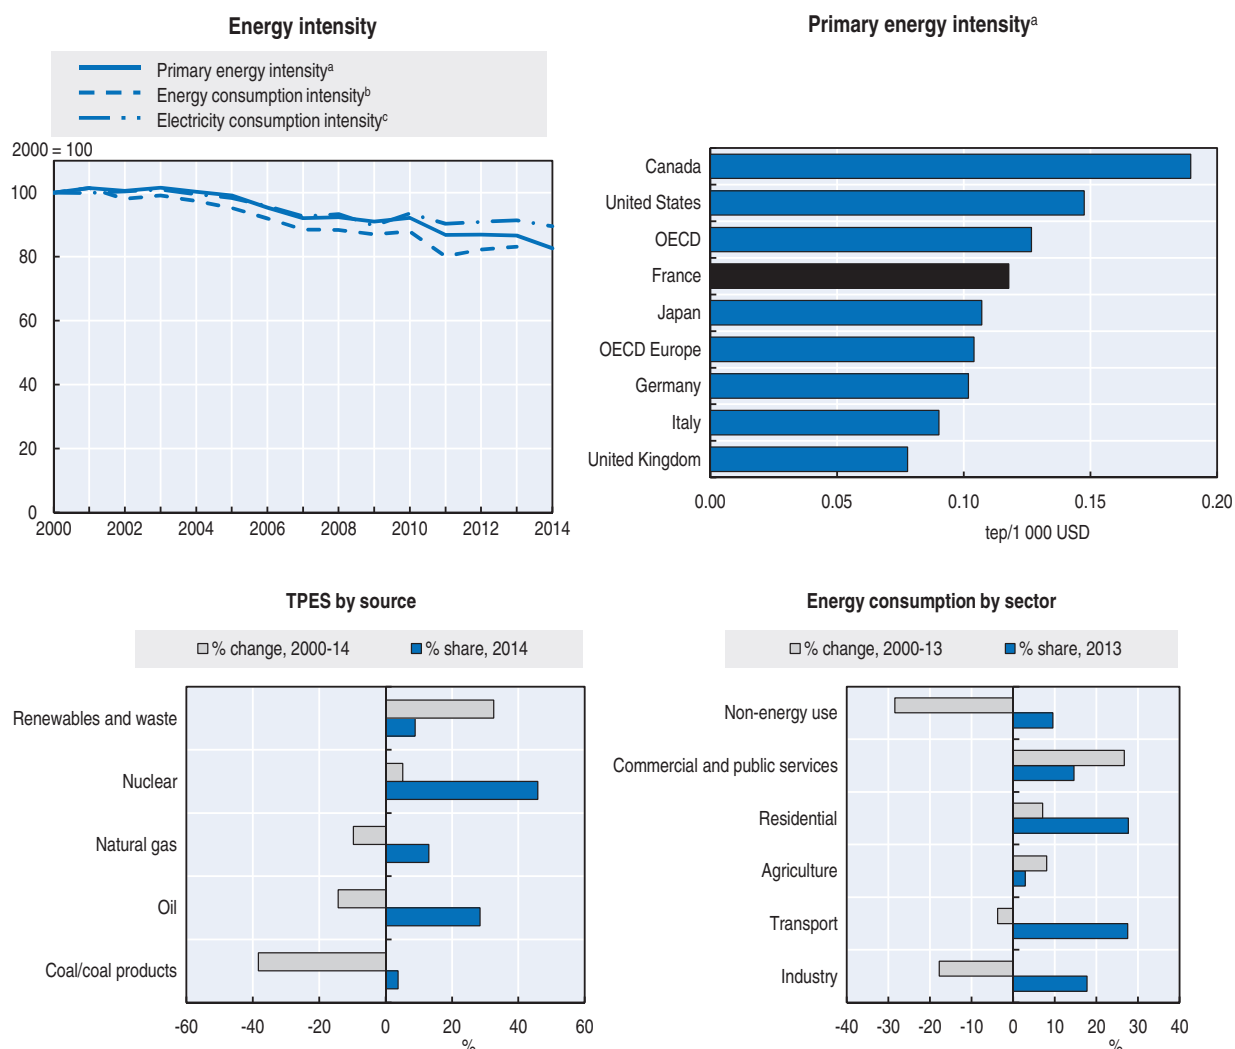 Energy intensity
Primary energy intensityᵃ
Energy consumption intensityᵇ
Electricity consumption intensityᶜ
2000 = 100
100
80
60
40
20
0
2000 2002 2004 2006 2008 2010 2012 2014
Primary energy intensityᵃ
Canada
United States
OECD
France
Japan
OECD Europe
Germany
Italy
United Kingdom
0.00 0.05 0.10 0.15 0.20
tep/1 000 USD
TPES by source
% change, 2000-14 % share, 2014
Renewables and waste
Nuclear
Natural gas
Oil
Coal/coal products
-60 -40 -20 0 20 40 60
%
Energy consumption by sector
% change, 2000-13 % share, 2013
Non-energy use
Commercial and public services
Residential
Agriculture
Transport
Industry
-40 -30 -20 -10 0 10 20 30 40
%